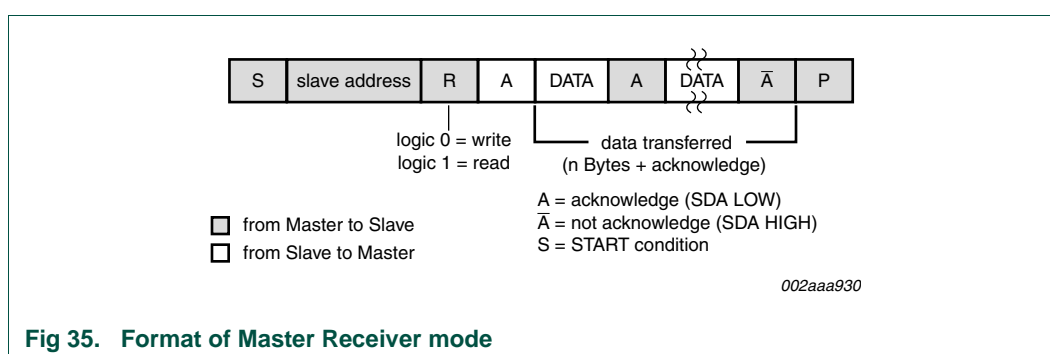 S slave address R A DATA A DATA A̅ P
logic 0 = write
logic 1 = read
data transferred
(n Bytes + acknowledge)
A = acknowledge (SDA LOW)
A̅ = not acknowledge (SDA HIGH)
S = START condition
from Master to Slave
from Slave to Master
002aaa930
Fig 35. Format of Master Receiver mode